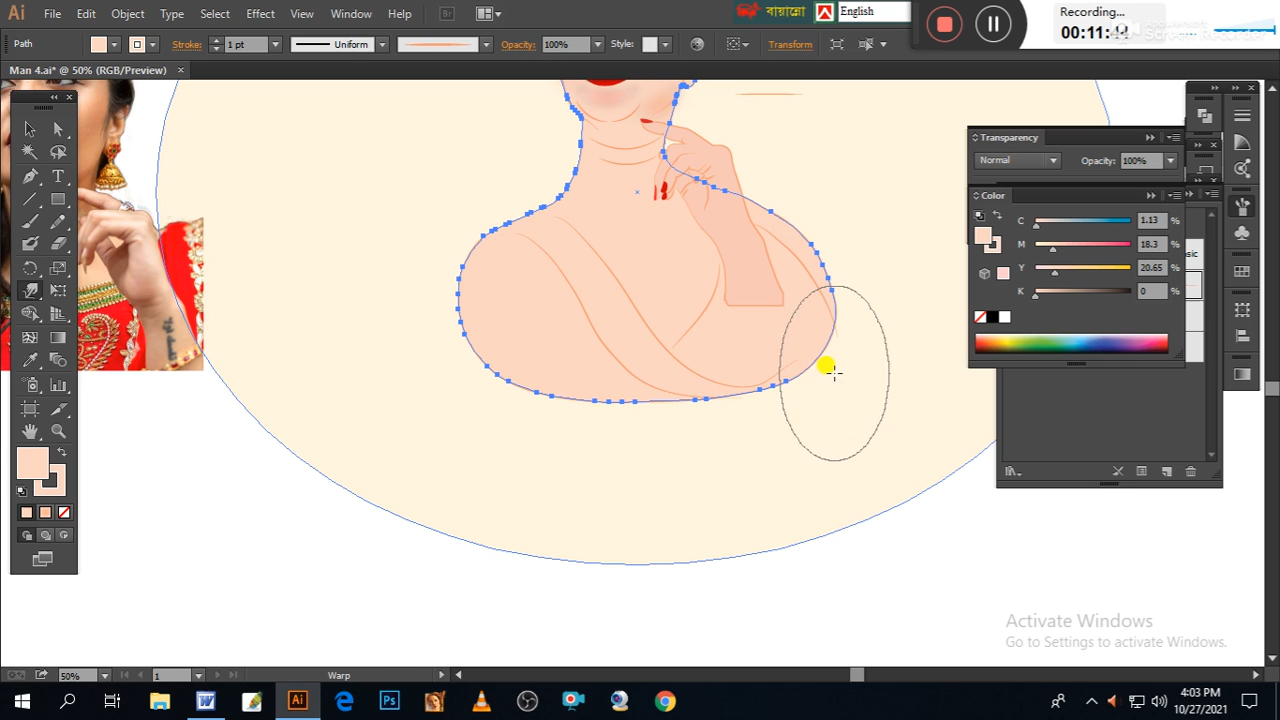 বায়ান্নো
English
Recording...
00:11:
Ai File Edit Object Type Select Effect View Window Help Br
Path Stroke: 1 pt Uniform Opacity: 100% Style: Transform
Man 4.ai* @ 50% (RGB/Preview) ×
Transparency
Normal Opacity: 100%
Color
C 1.13 %
M 18.3 %
Y 20.65 %
K 0 %
Activate Windows
Go to Settings to activate Windows.
50% 1 Warp
Ai Ps
4:03 PM
10/27/2021